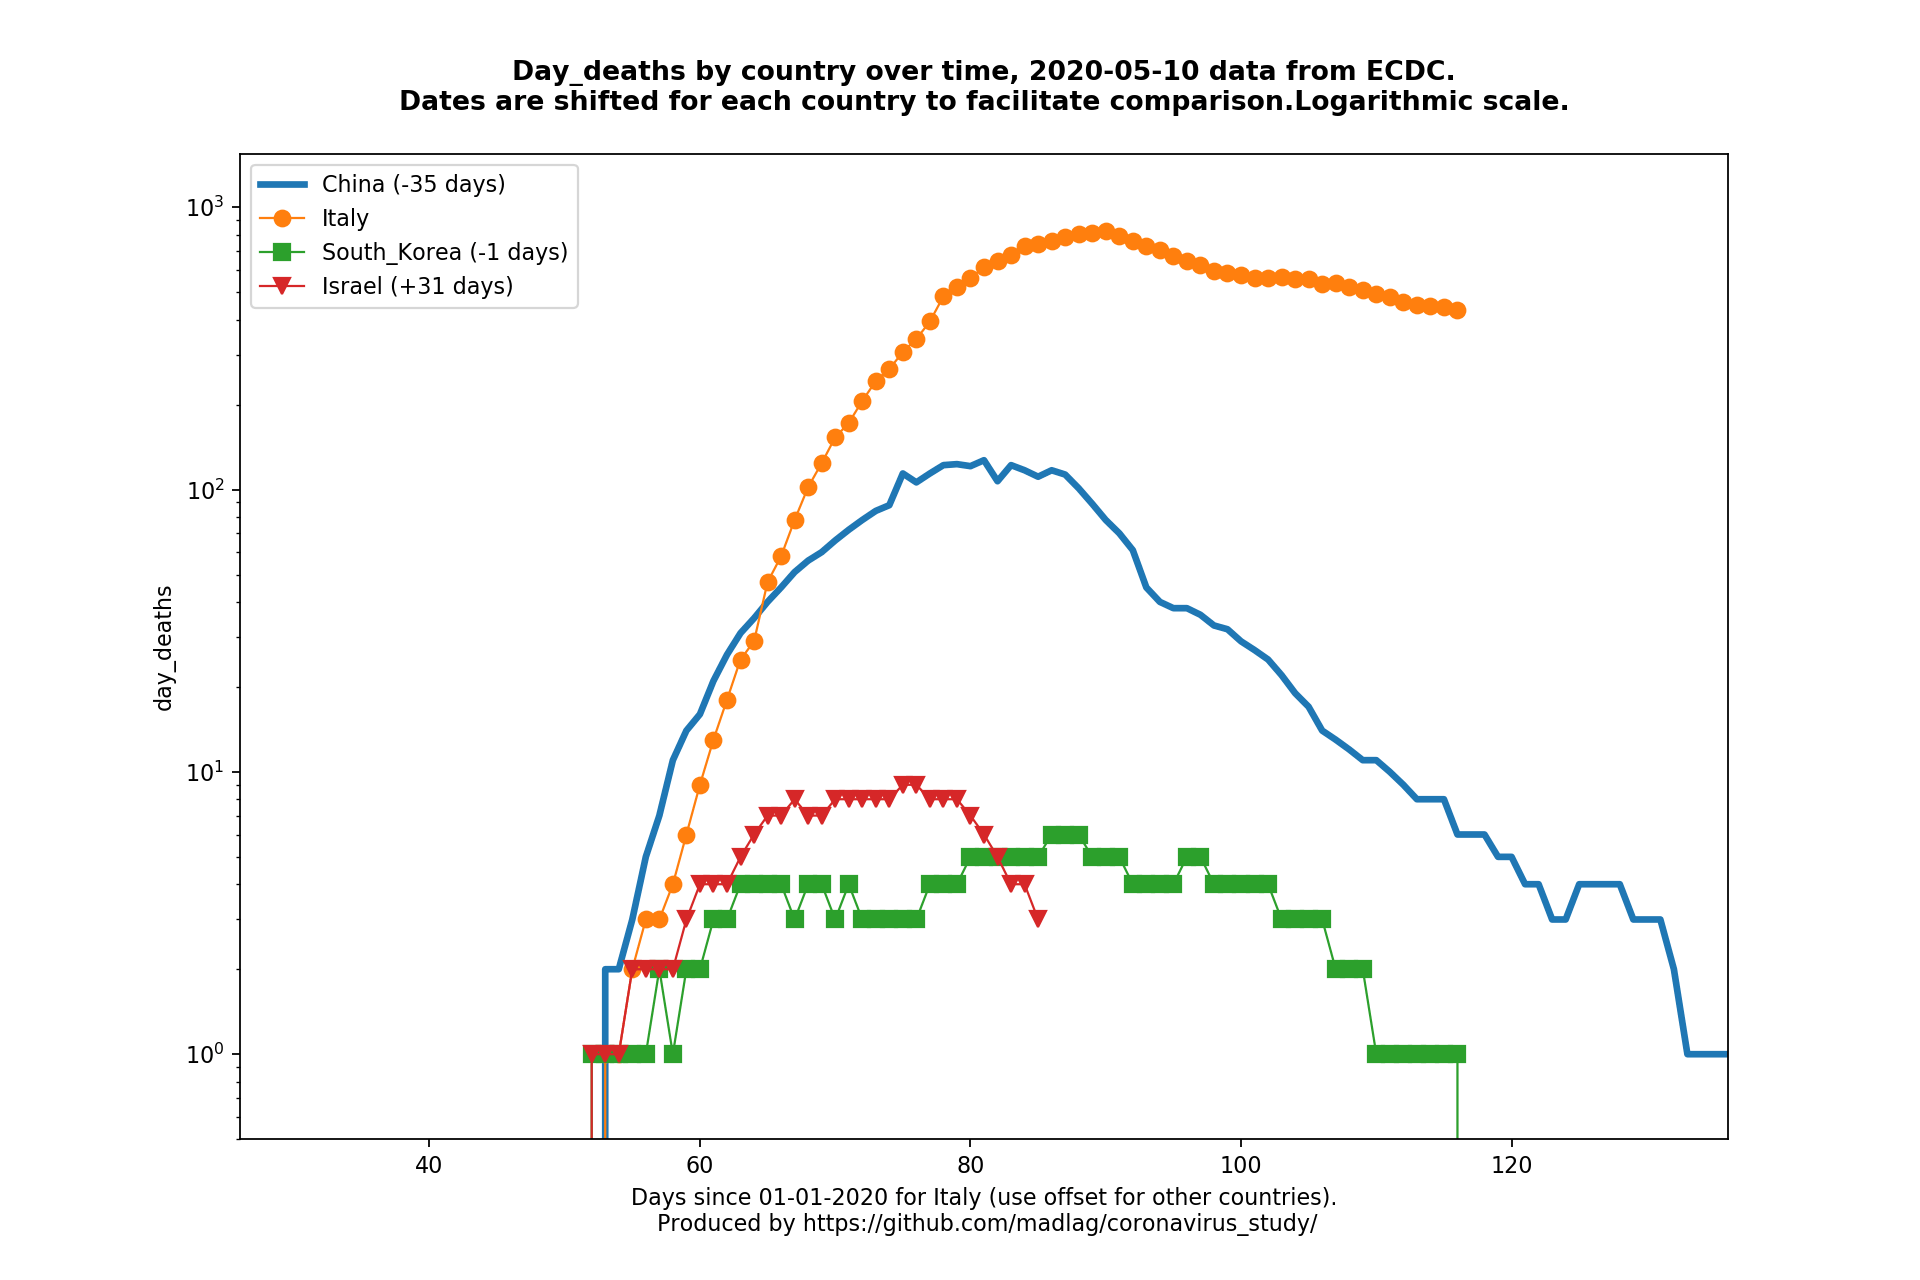 Day_deaths by country over time, 2020-05-10 data from ECDC.
Dates are shifted for each country to facilitate comparison.Logarithmic scale.
China (-35 days)
Italy
South_Korea (-1 days)
Israel (+31 days)
day_deaths
10³
10²
10¹
10⁰
40 60 80 100 120
Days since 01-01-2020 for Italy (use offset for other countries).
Produced by https://github.com/madlag/coronavirus_study/